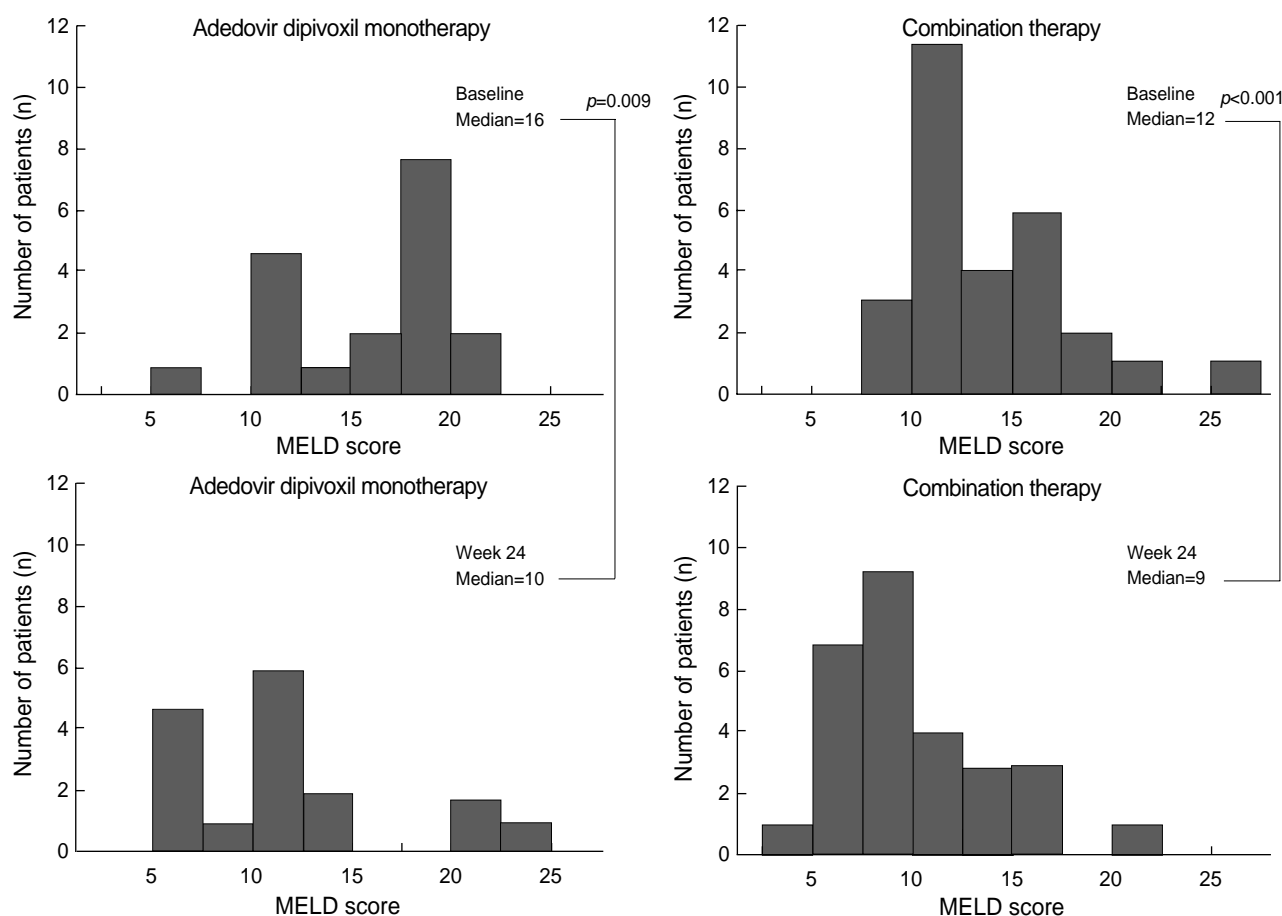 Adedovir dipivoxil monotherapy
12
10
8
6
4
2
0
Number of patients (n)
Baseline
Median=16
p=0.009
5 10 15 20 25
MELD score
Combination therapy
12
10
8
6
4
2
0
Number of patients (n)
Baseline
Median=12
p<0.001
5 10 15 20 25
MELD score
Adedovir dipivoxil monotherapy
12
10
8
6
4
2
0
Number of patients (n)
Week 24
Median=10
5 10 15 20 25
MELD score
Combination therapy
12
10
8
6
4
2
0
Number of patients (n)
Week 24
Median=9
5 10 15 20 25
MELD score